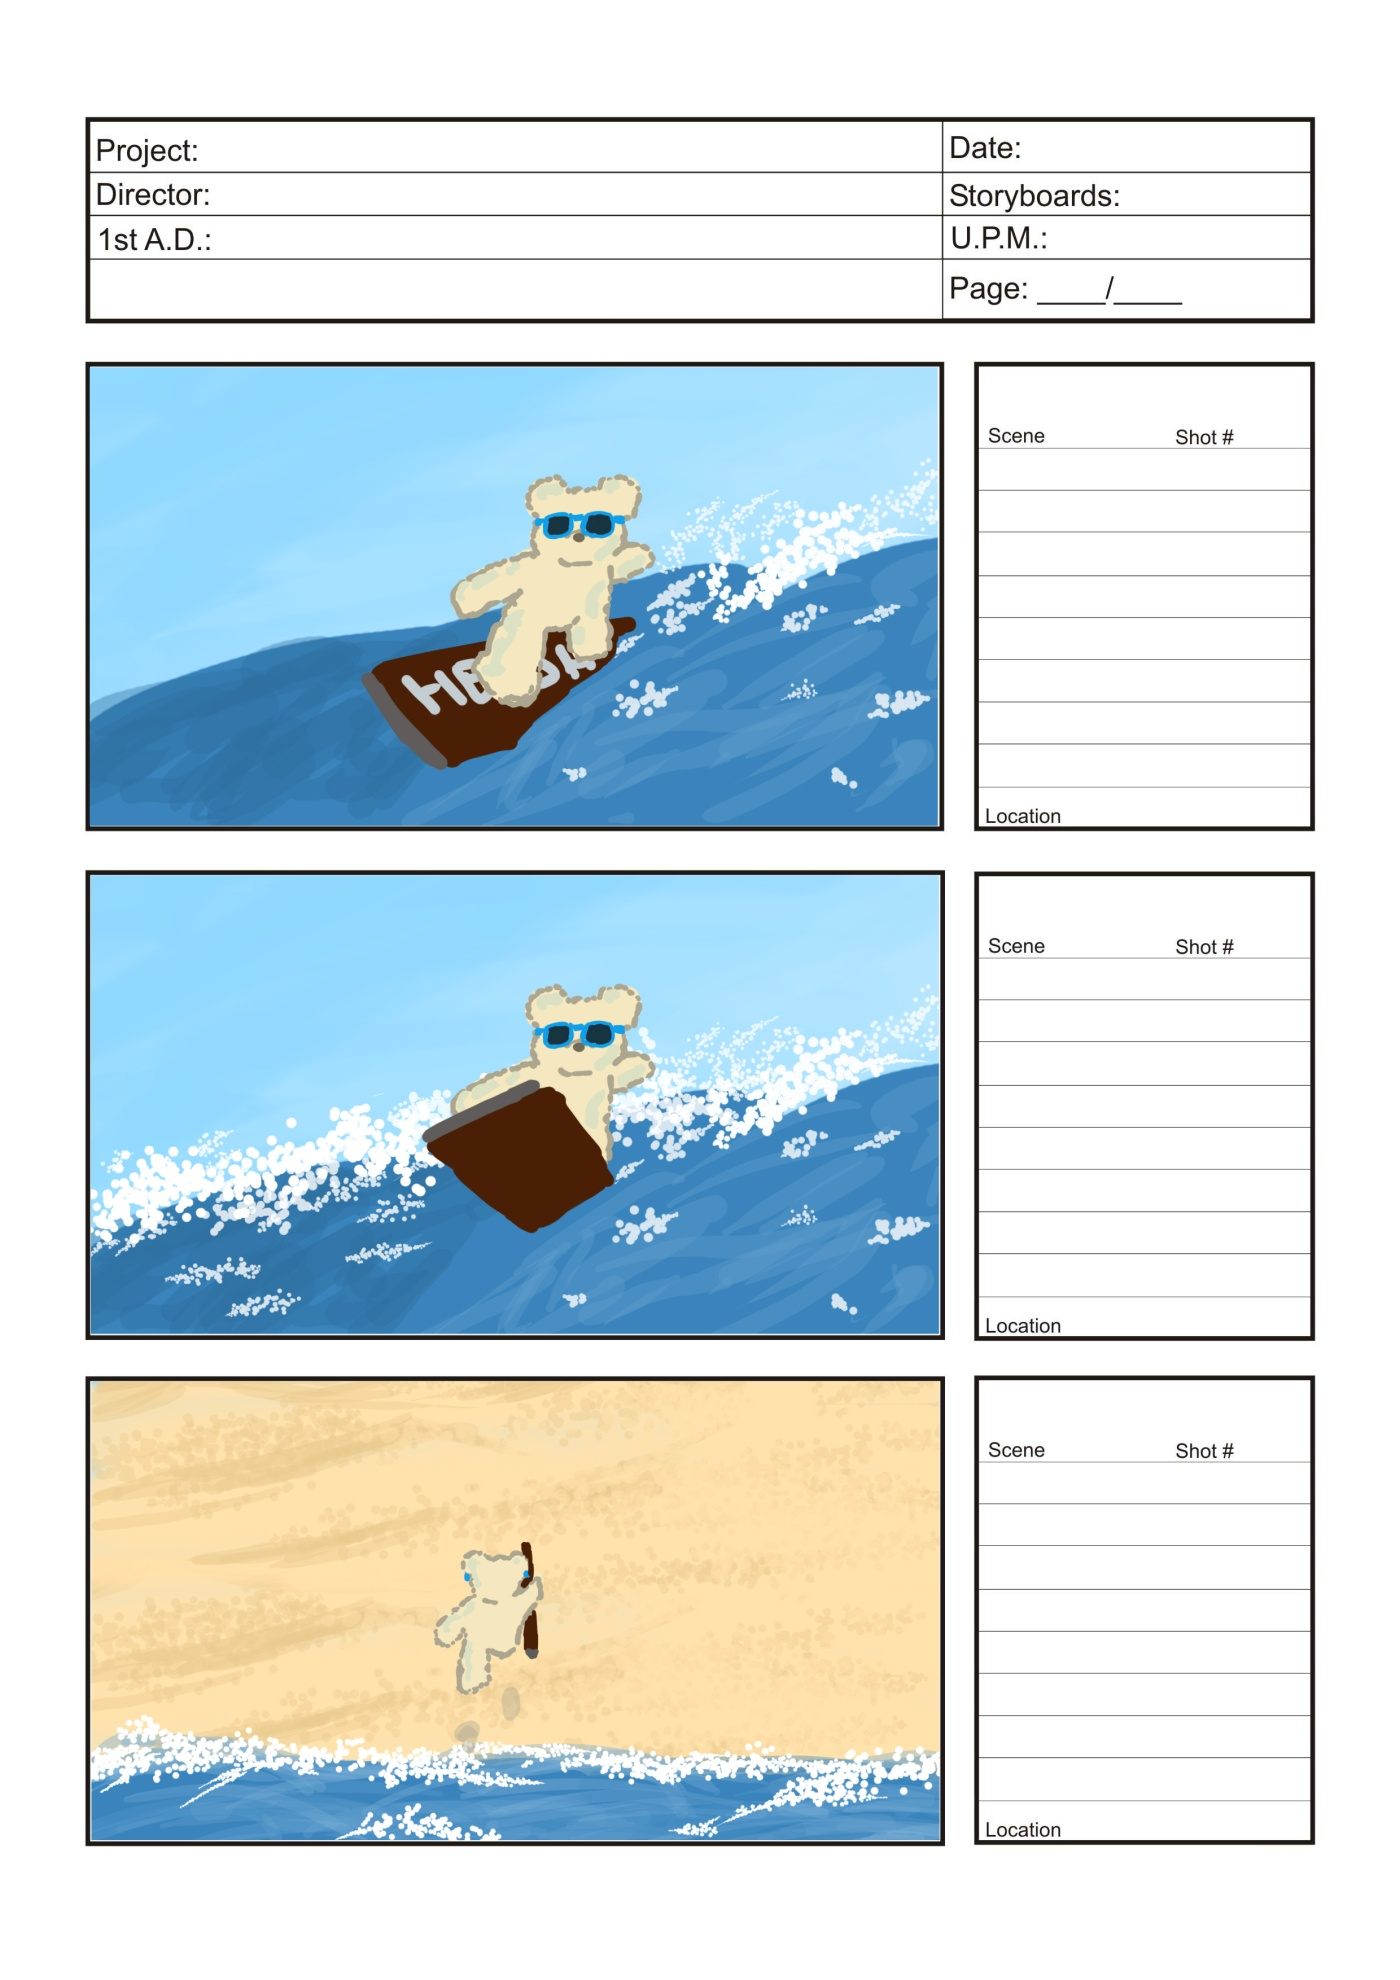 Project:
Date:
Director:
Storyboards:
1st A.D.:
U.P.M.:
Page: ____/____
Scene
Shot #
Location
Scene
Shot #
Location
Scene
Shot #
Location